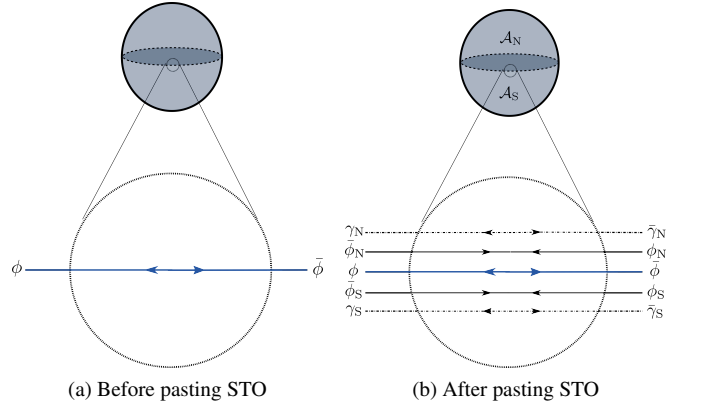 𝒜_N
𝒜_S
ϕ ϕ̄
γ_N γ̄_N
ϕ̄_N ϕ_N
ϕ ϕ̄
ϕ̄_S ϕ_S
γ_S γ̄_S
(a) Before pasting STO (b) After pasting STO